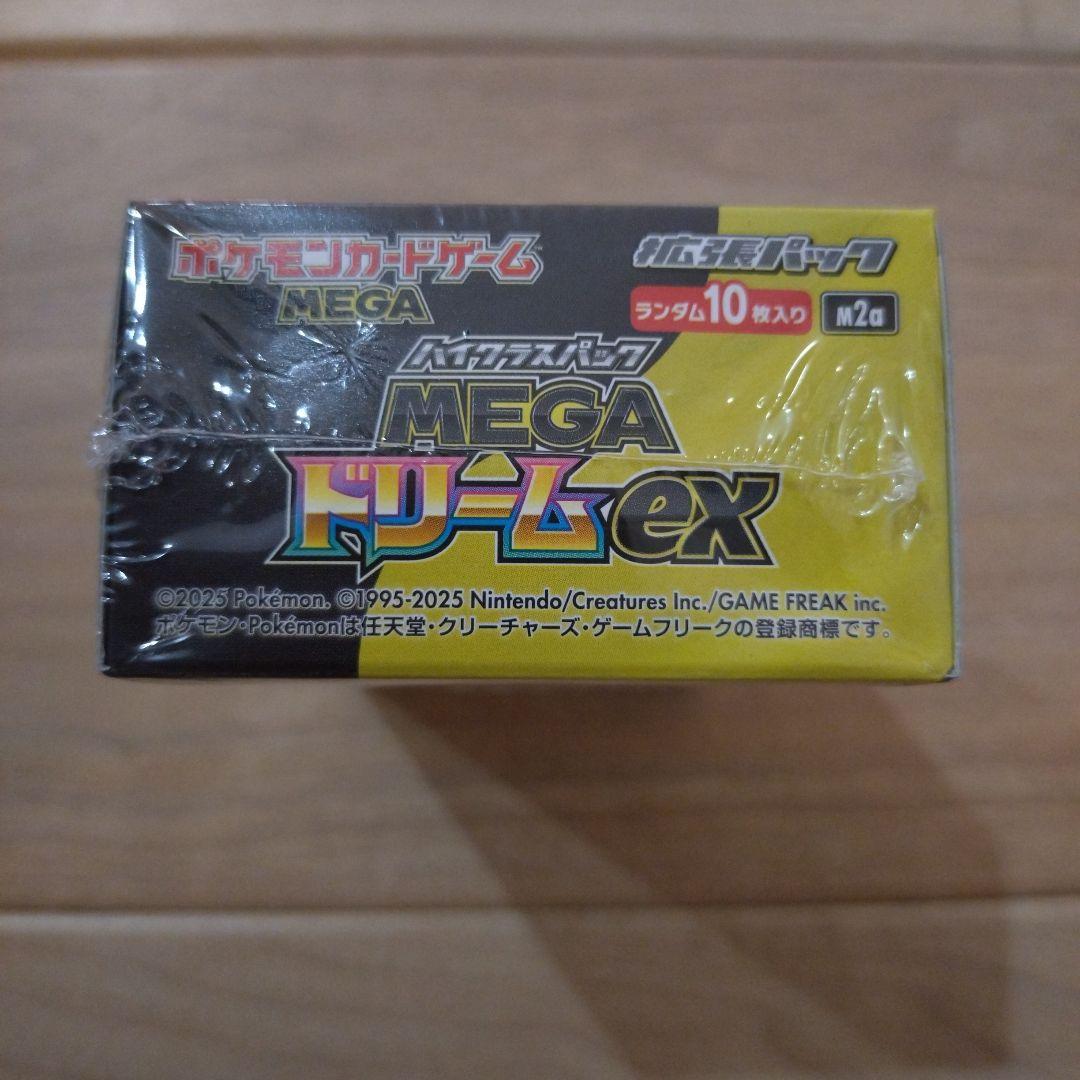 ポケモンカードゲーム™
MEGA
拡張パック
ランダム10枚入り
M2a
ハイクラスパック
MEGA
ドリームex
©2025 Pokémon. ©1995-2025 Nintendo/Creatures Inc./GAME FREAK inc.
ポケモン・Pokémonは任天堂・クリーチャーズ・ゲームフリークの登録商標です。